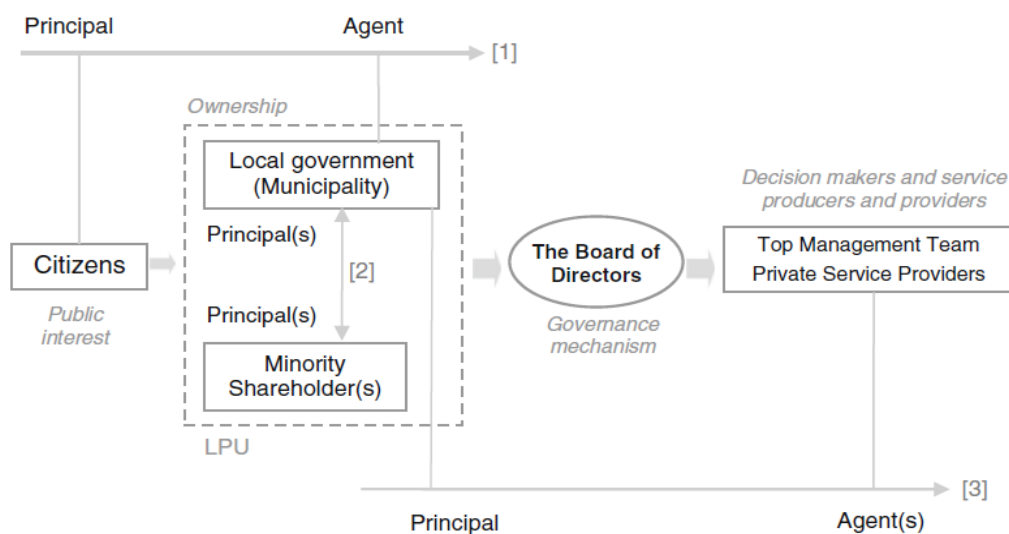 Principal
Agent
[1]
Ownership
Local government
(Municipality)
Decision makers and service
producers and providers
Principal(s)
Citizens
[2]
The Board of
Directors
Top Management Team
Private Service Providers
Public
interest
Principal(s)
Governance
mechanism
Minority
Shareholder(s)
LPU
[3]
Principal
Agent(s)